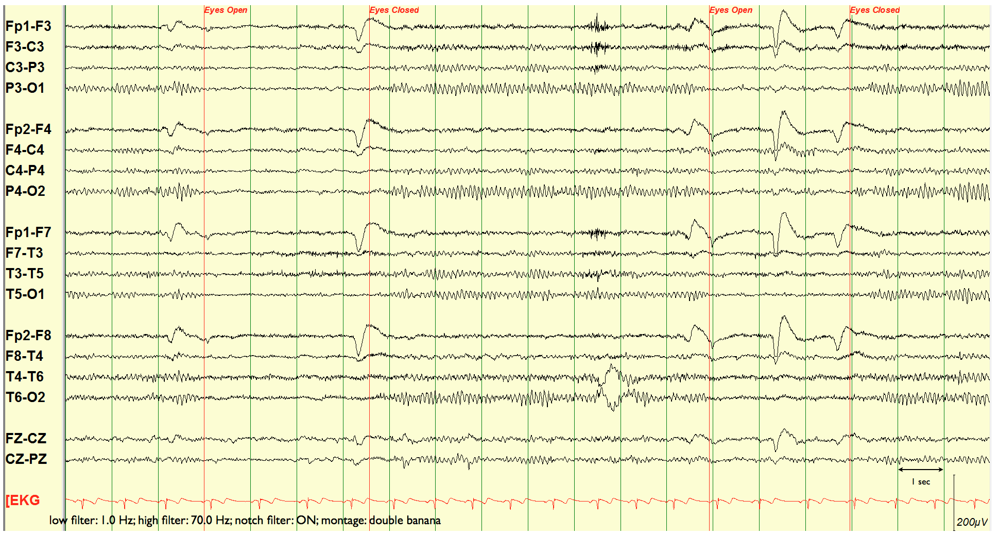 Eyes Open
Eyes Closed
Eyes Open
Eyes Closed
Fp1-F3
F3-C3
C3-P3
P3-O1
Fp2-F4
F4-C4
C4-P4
P4-O2
Fp1-F7
F7-T3
T3-T5
T5-O1
Fp2-F8
F8-T4
T4-T6
T6-O2
FZ-CZ
CZ-PZ
1 sec
[EKG
low filter: 1.0 Hz; high filter: 70.0 Hz; notch filter: ON; montage: double banana
200µV